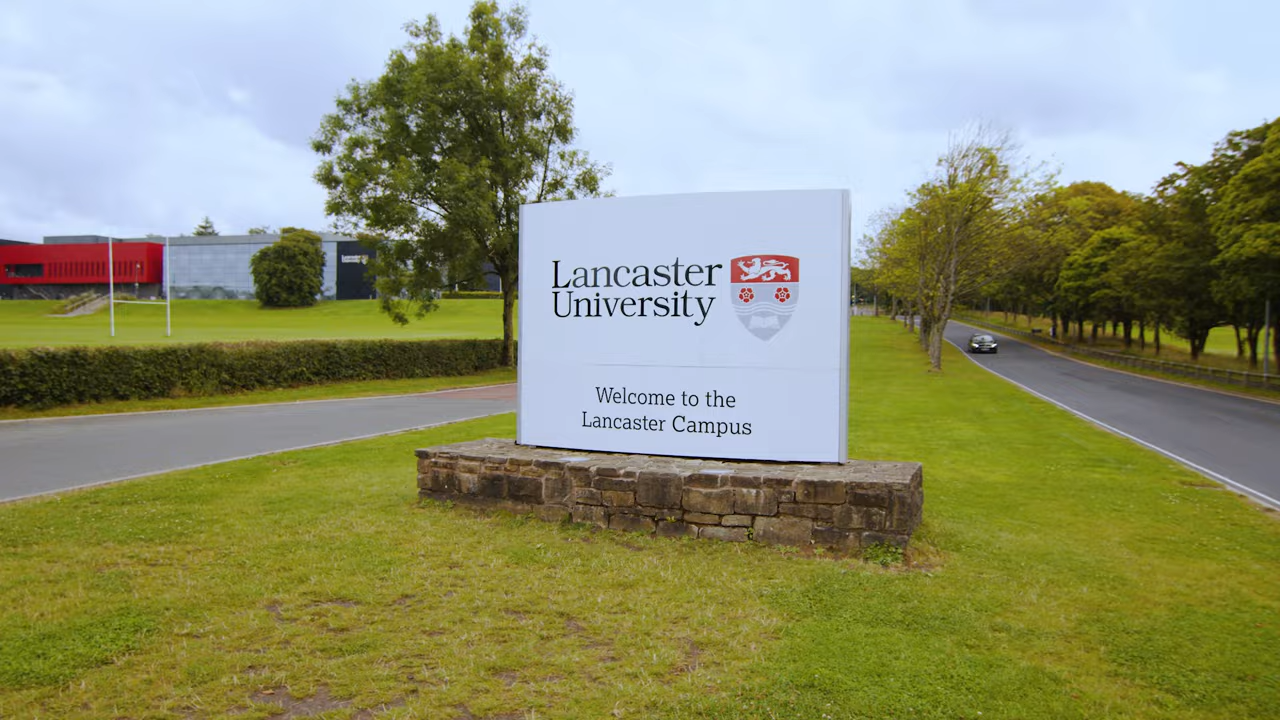 Lancaster
University
Welcome to the
Lancaster Campus